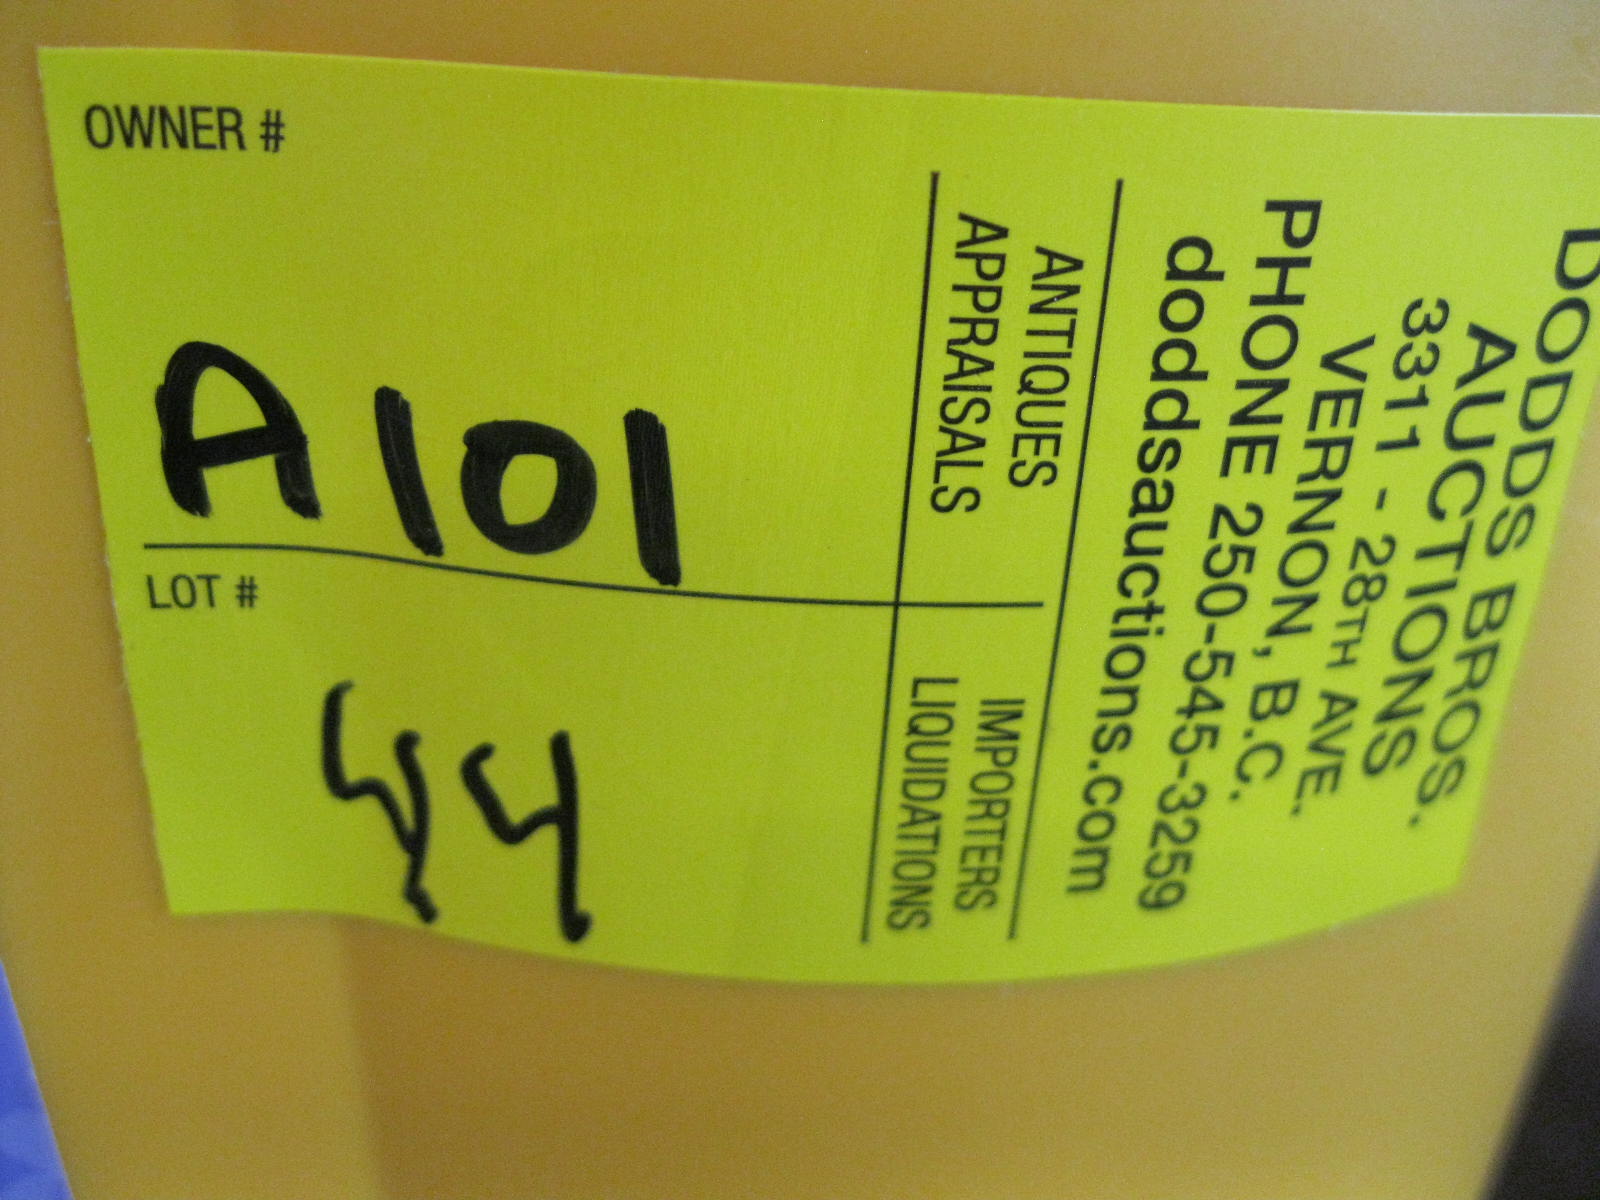 OWNER #
A101
LOT #
44
DODDS BROS.
AUCTIONS
3311 - 28TH AVE.
VERNON, B.C.
PHONE 250-545-3259
doddsauctions.com
ANTIQUES
APPRAISALS
IMPORTERS
LIQUIDATIONS